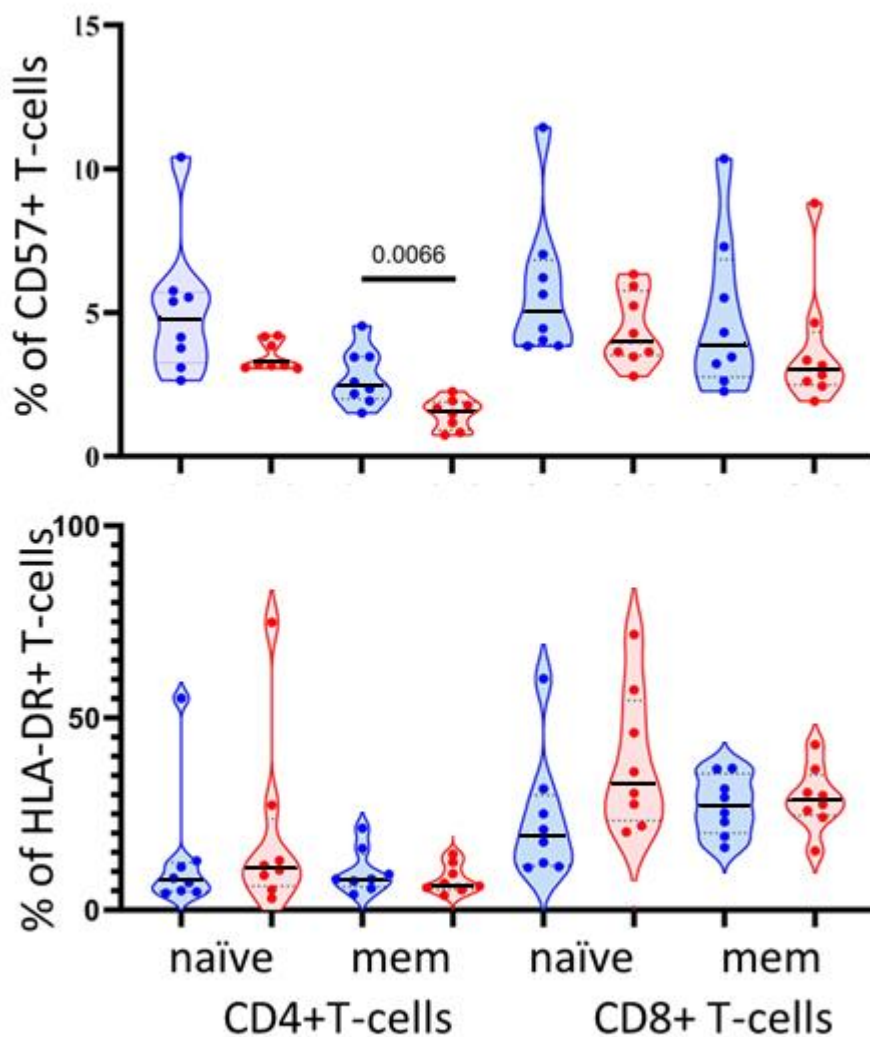 % of CD57+ T-cells
15
10
5
0
0.0066
% of HLA-DR+ T-cells
100
50
0
naïve mem naïve mem
CD4+T-cells CD8+ T-cells